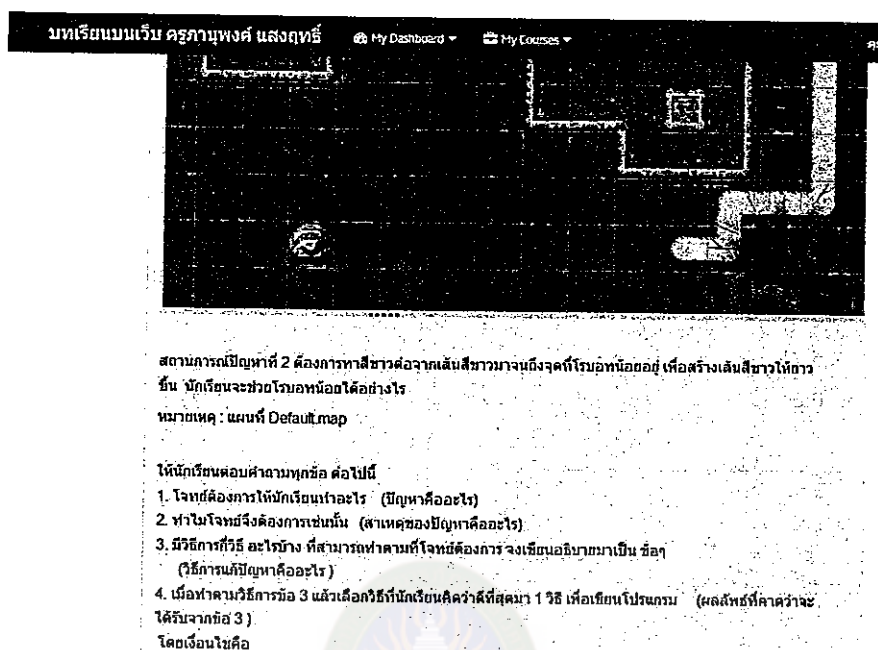 บทเรียนบนเว็บ ครูภานุพงศ์ แสงฤทธิ์ My Dashboard My Courses
สถานการณ์ปัญหาที่ 2 ต้องการทาสีขาวต่อจากเส้นสีขาวมาจนถึงจุดที่โรบอทน้อยอยู่ เพื่อสร้างเส้นสีขาวให้ยาว
ขึ้น นักเรียนจะช่วยโรบอทน้อยได้อย่างไร
หมายเหตุ : แผนที่ Default.map
ให้นักเรียนตอบคำถามทุกข้อ ต่อไปนี้
1. โจทย์ต้องการให้นักเรียนทำอะไร (ปัญหาคืออะไร)
2. ทำไมโจทย์จึงต้องการเช่นนั้น (สาเหตุของปัญหาคืออะไร)
3. มีวิธีการกี่วิธี อะไรบ้าง ที่สามารถทำตามที่โจทย์ต้องการ จงเขียนอธิบายมาเป็น ข้อๆ
(วิธีการแก้ปัญหาคืออะไร )
4. เมื่อทำตามวิธีการข้อ 3 แล้วเลือกวิธีที่นักเรียนคิดว่าดีที่สุดมา 1 วิธี เพื่อเขียนโปรแกรม (ผลลัพธ์ที่คาดว่าจะ
ได้รับจากข้อ 3 )
โดยเงื่อนไขคือ